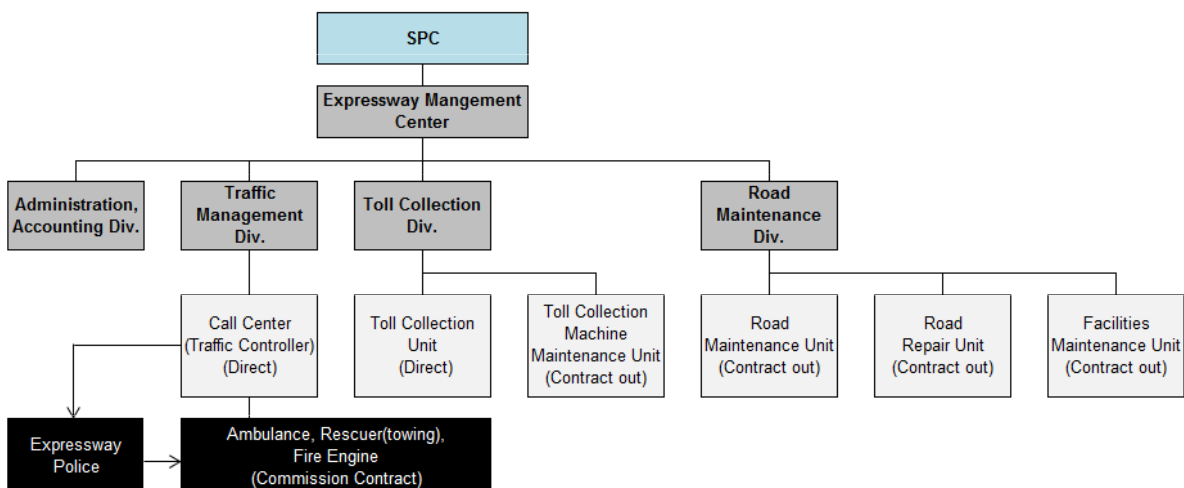 SPC
Expressway Mangement
Center
Administration,
Accounting Div.
Traffic
Management
Div.
Toll Collection
Div.
Road
Maintenance
Div.
Call Center
(Traffic Controller)
(Direct)
Toll Collection
Unit
(Direct)
Toll Collection
Machine
Maintenance Unit
(Contract out)
Road
Maintenance Unit
(Contract out)
Road
Repair Unit
(Contract out)
Facilities
Maintenance Unit
(Contract out)
Expressway
Police
Ambulance, Rescuer(towing),
Fire Engine
(Commission Contract)